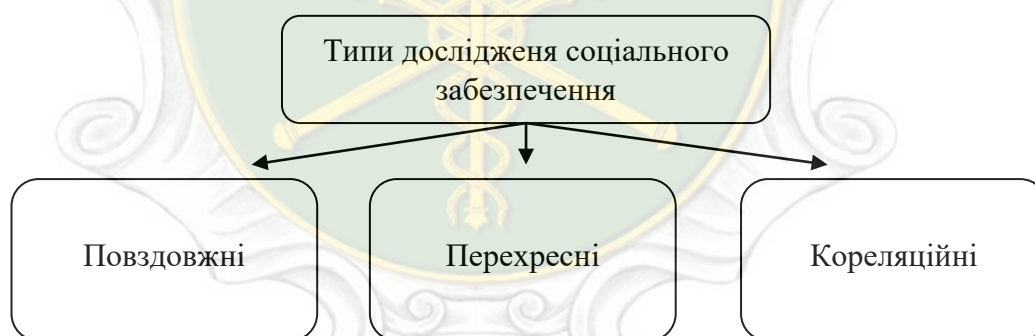 Типи дослідженя соціального
забезпечення
Повздовжні
Перехресні
Кореляційні